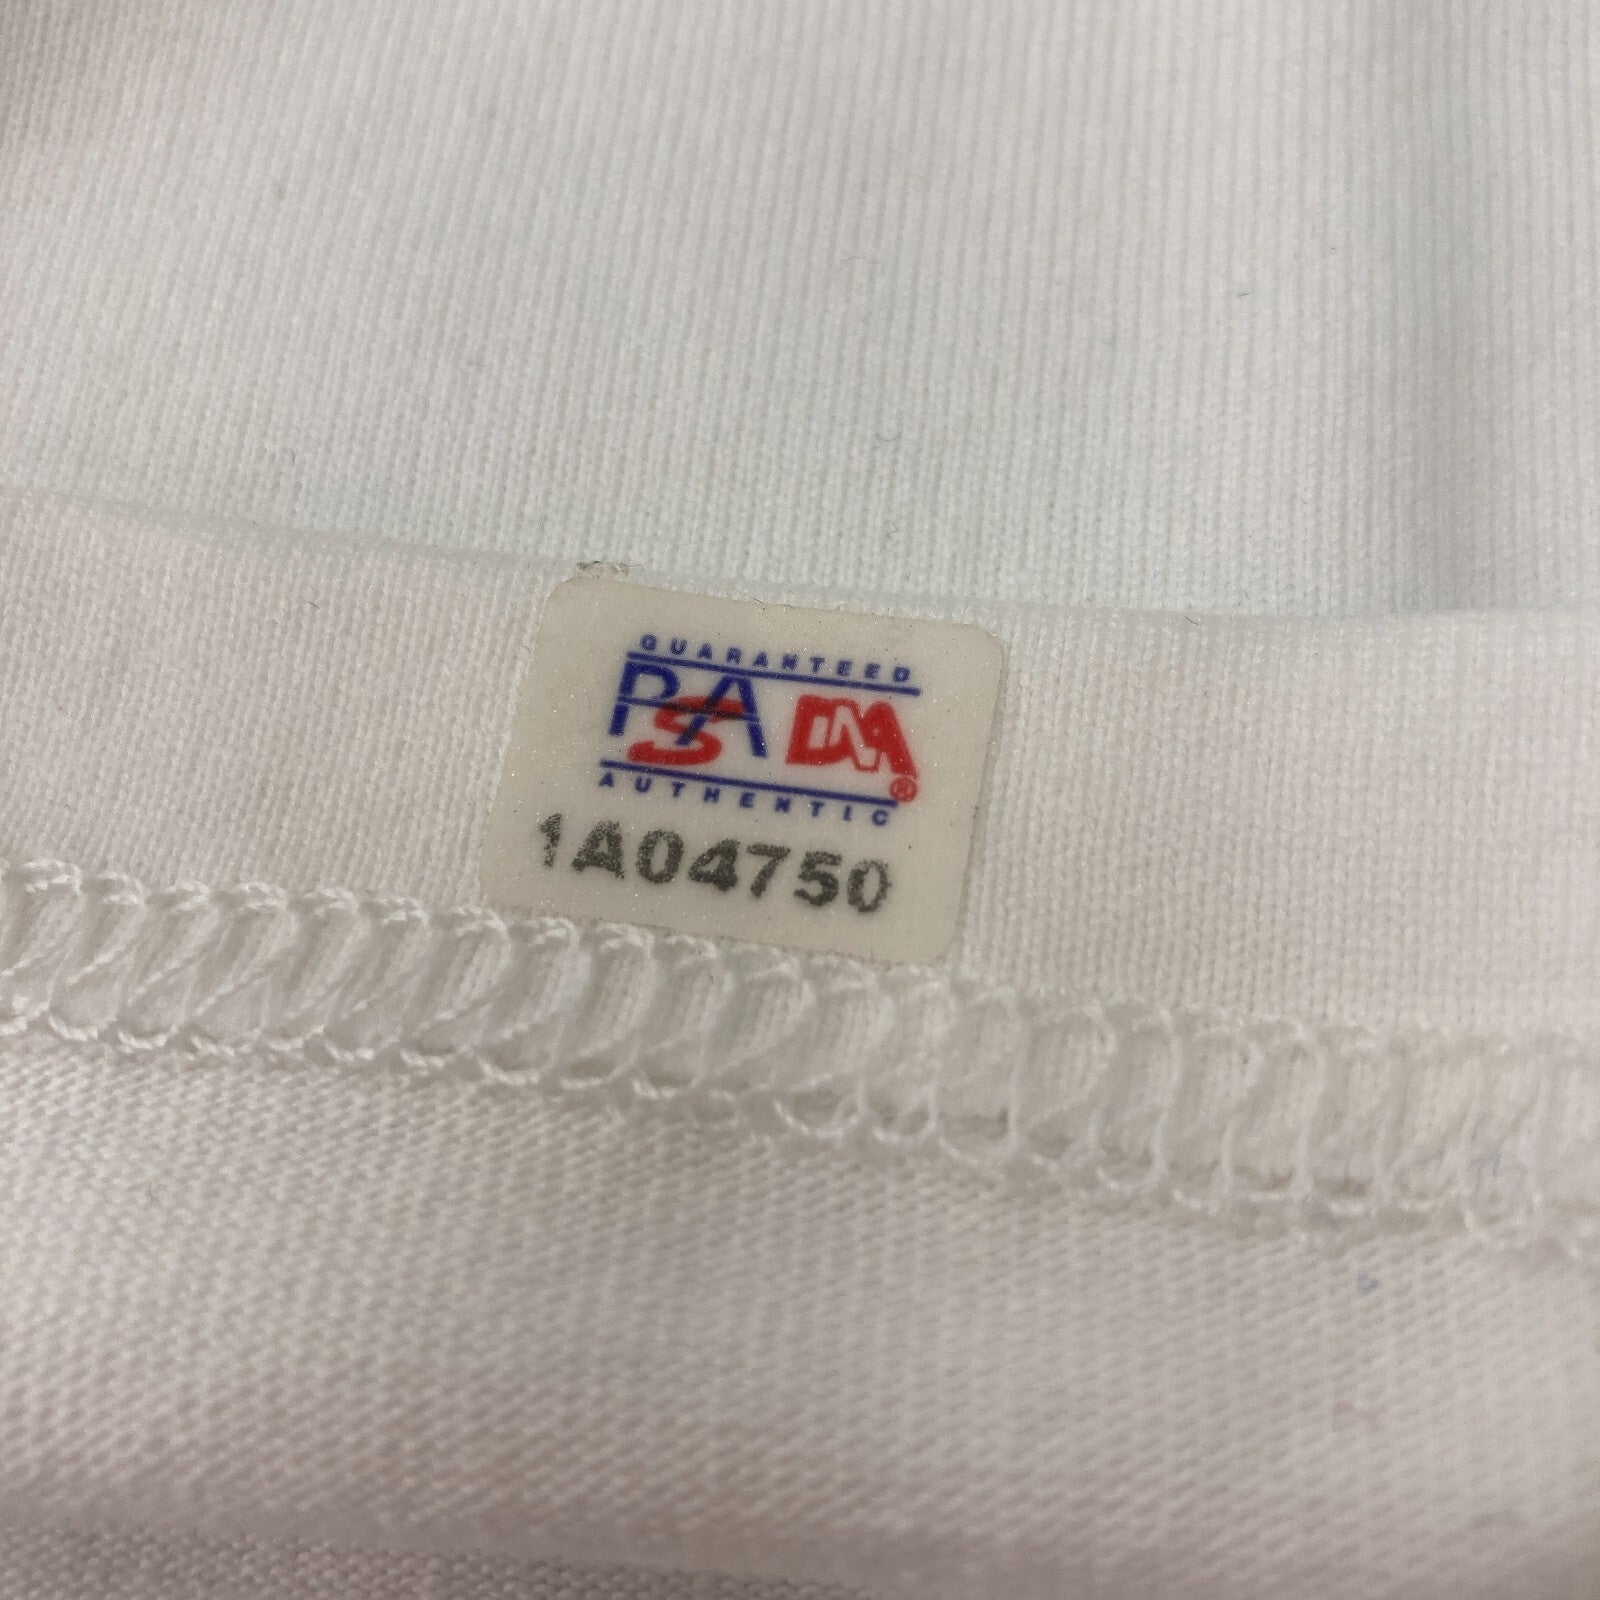 GUARANTEED
PSA DNA®
AUTHENTIC
1A04750